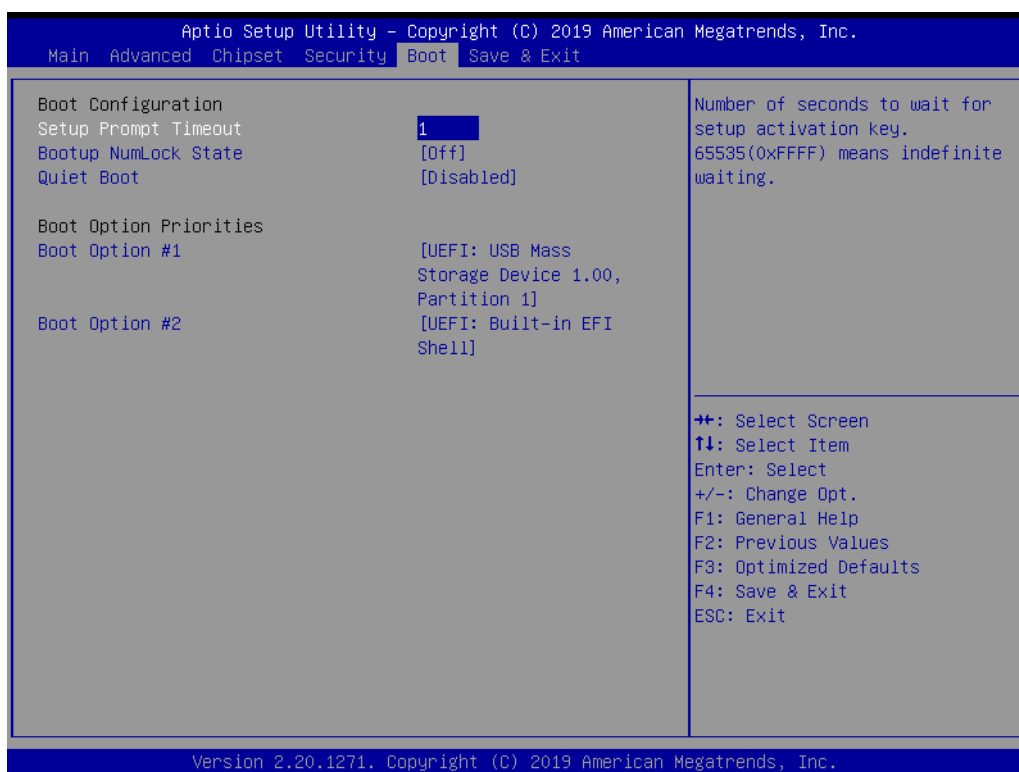 Aptio Setup Utility – Copyright (C) 2019 American Megatrends, Inc.
Main Advanced Chipset Security Boot Save & Exit
Boot Configuration
Setup Prompt Timeout 1
Bootup NumLock State [Off]
Quiet Boot [Disabled]
Boot Option Priorities
Boot Option #1 [UEFI: USB Mass
Storage Device 1.00,
Partition 1]
Boot Option #2 [UEFI: Built-in EFI
Shell]
Number of seconds to wait for
setup activation key.
65535(0xFFFF) means indefinite
waiting.
→←: Select Screen
↑↓: Select Item
Enter: Select
+/-: Change Opt.
F1: General Help
F2: Previous Values
F3: Optimized Defaults
F4: Save & Exit
ESC: Exit
Version 2.20.1271. Copyright (C) 2019 American Megatrends, Inc.